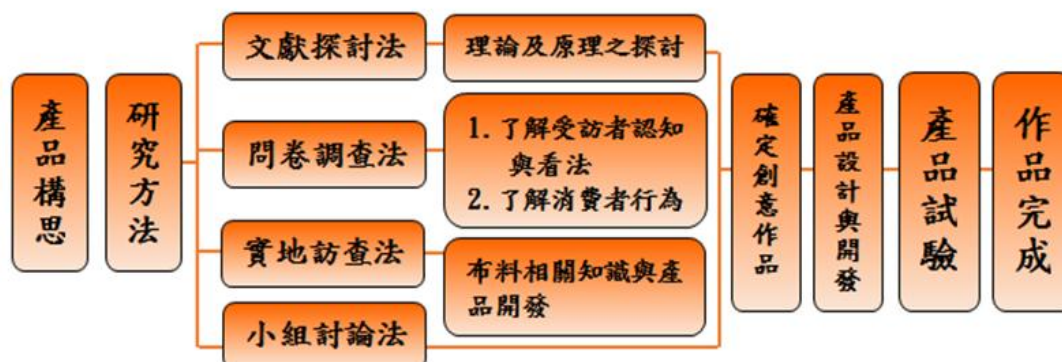 產品構思
研究方法
文獻探討法
理論及原理之探討
問卷調查法
1. 了解受訪者認知
與看法
2. 了解消費者行為
實地訪查法
布料相關知識與產
品開發
小組討論法
確定創意作品
產品設計與開發
產品試驗
作品完成